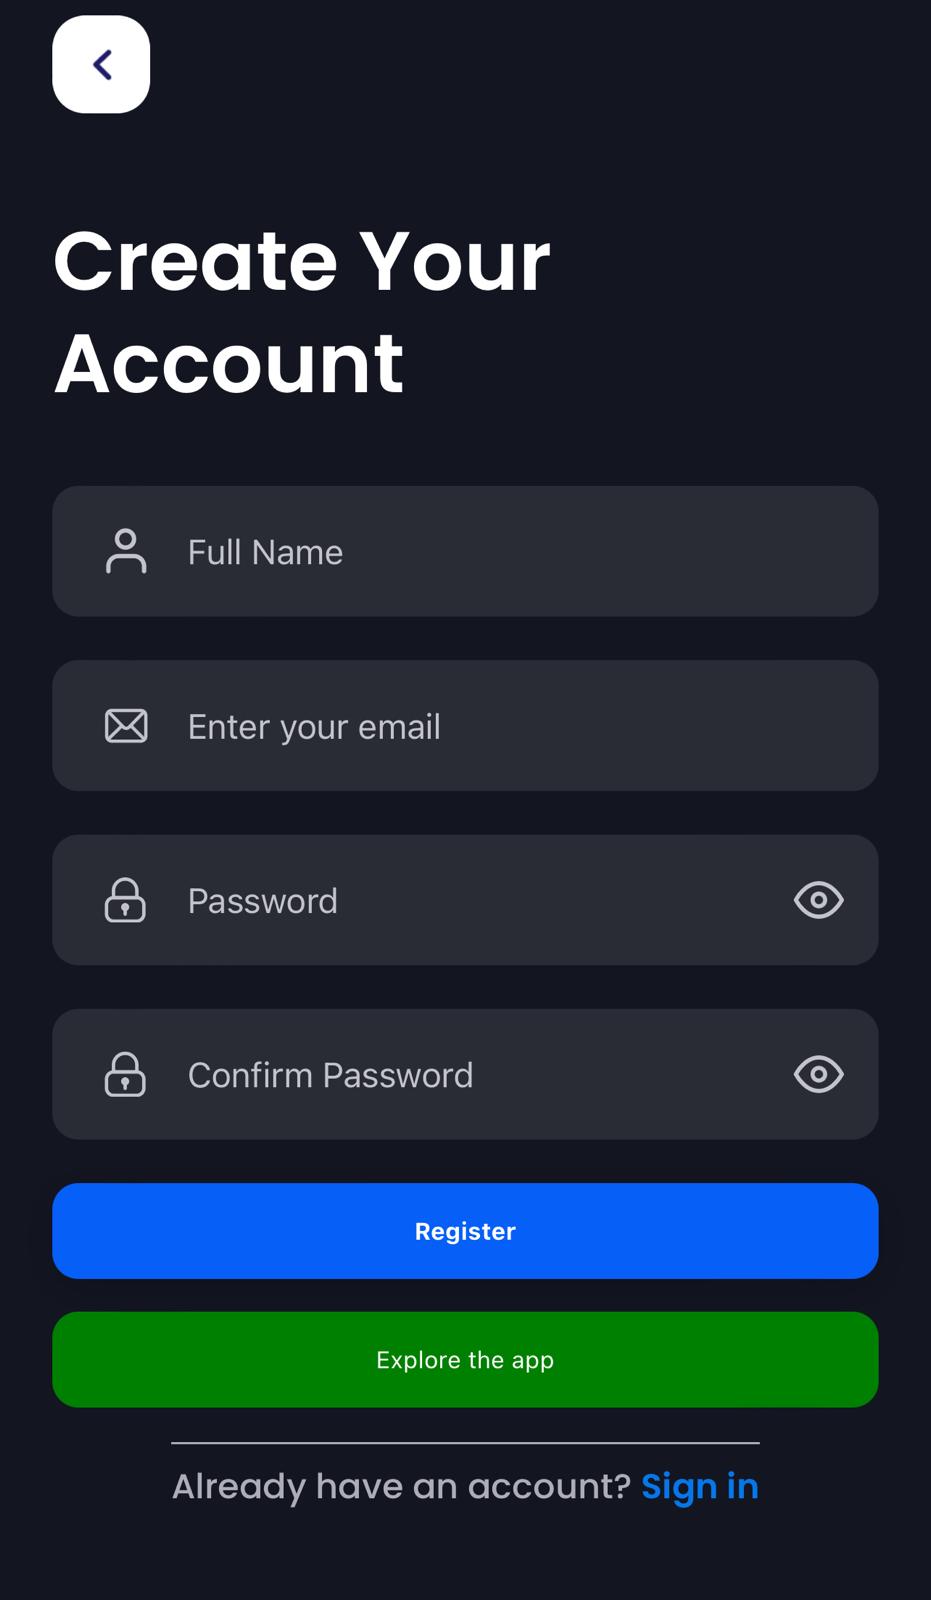 Create Your
Account
Full Name
Enter your email
Password
Confirm Password
Register
Explore the app
Already have an account? Sign in